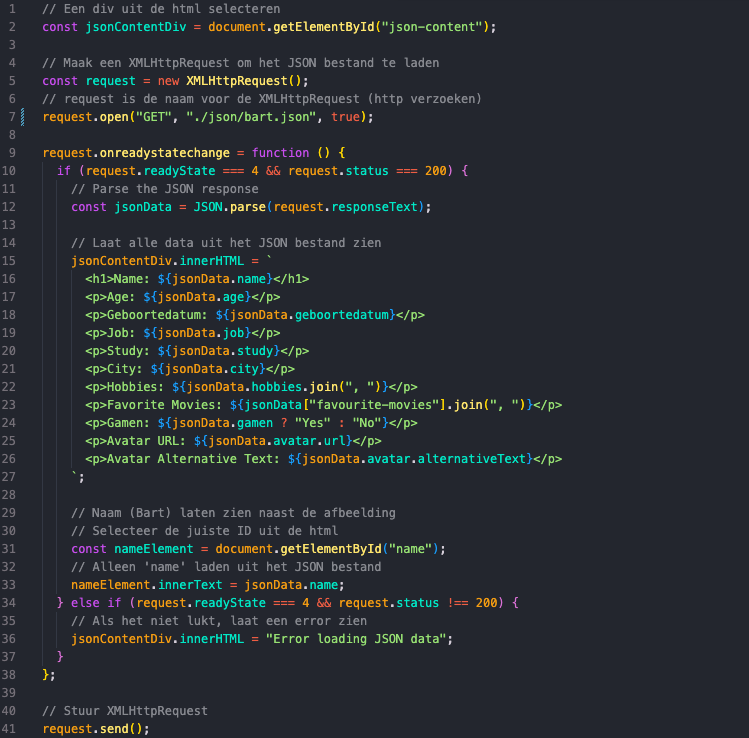 1 // Een div uit de html selecteren
2 const jsonContentDiv = document.getElementById("json-content");
3
4 // Maak een XMLHttpRequest om het JSON bestand te laden
5 const request = new XMLHttpRequest();
6 // request is de naam voor de XMLHttpRequest (http verzoeken)
7 request.open("GET", "./json/bart.json", true);
8
9 request.onreadystatechange = function () {
10   if (request.readyState === 4 && request.status === 200) {
11     // Parse the JSON response
12     const jsonData = JSON.parse(request.responseText);
13
14     // Laat alle data uit het JSON bestand zien
15     jsonContentDiv.innerHTML = `
16       <h1>Name: ${jsonData.name}</h1>
17       <p>Age: ${jsonData.age}</p>
18       <p>Geboortedatum: ${jsonData.geboortedatum}</p>
19       <p>Job: ${jsonData.job}</p>
20       <p>Study: ${jsonData.study}</p>
21       <p>City: ${jsonData.city}</p>
22       <p>Hobbies: ${jsonData.hobbies.join(", ")}</p>
23       <p>Favorite Movies: ${jsonData["favourite-movies"].join(", ")}</p>
24       <p>Gamen: ${jsonData.gamen ? "Yes" : "No"}</p>
25       <p>Avatar URL: ${jsonData.avatar.url}</p>
26       <p>Avatar Alternative Text: ${jsonData.avatar.alternativeText}</p>
27     `;
28
29     // Naam (Bart) laten zien naast de afbeelding
30     // Selecteer de juiste ID uit de html
31     const nameElement = document.getElementById("name");
32     // Alleen 'name' laden uit het JSON bestand
33     nameElement.innerText = jsonData.name;
34   } else if (request.readyState === 4 && request.status !== 200) {
35     // Als het niet lukt, laat een error zien
36     jsonContentDiv.innerHTML = "Error loading JSON data";
37   }
38 };
39
40 // Stuur XMLHttpRequest
41 request.send();